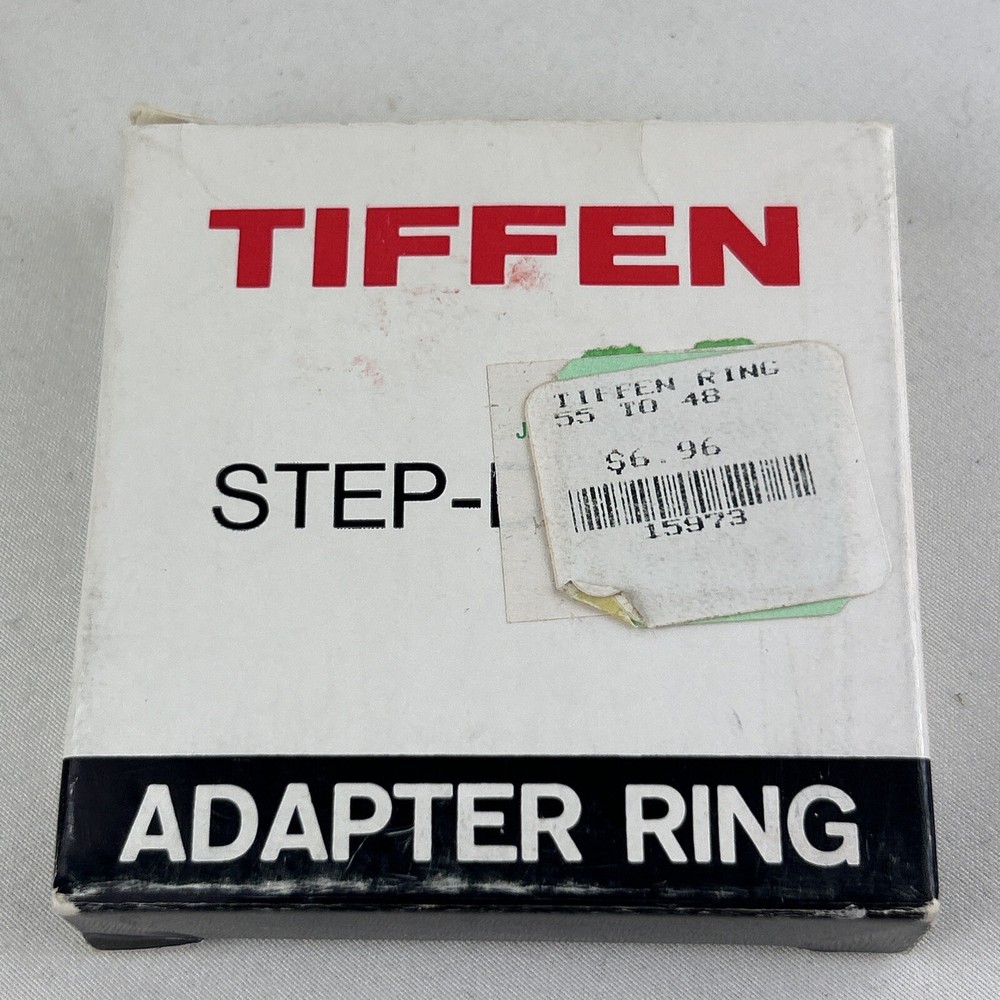 TIFFEN
TIFFEN RING
55 TO 48
J
$6.96
STEP-
15973
ADAPTER RING